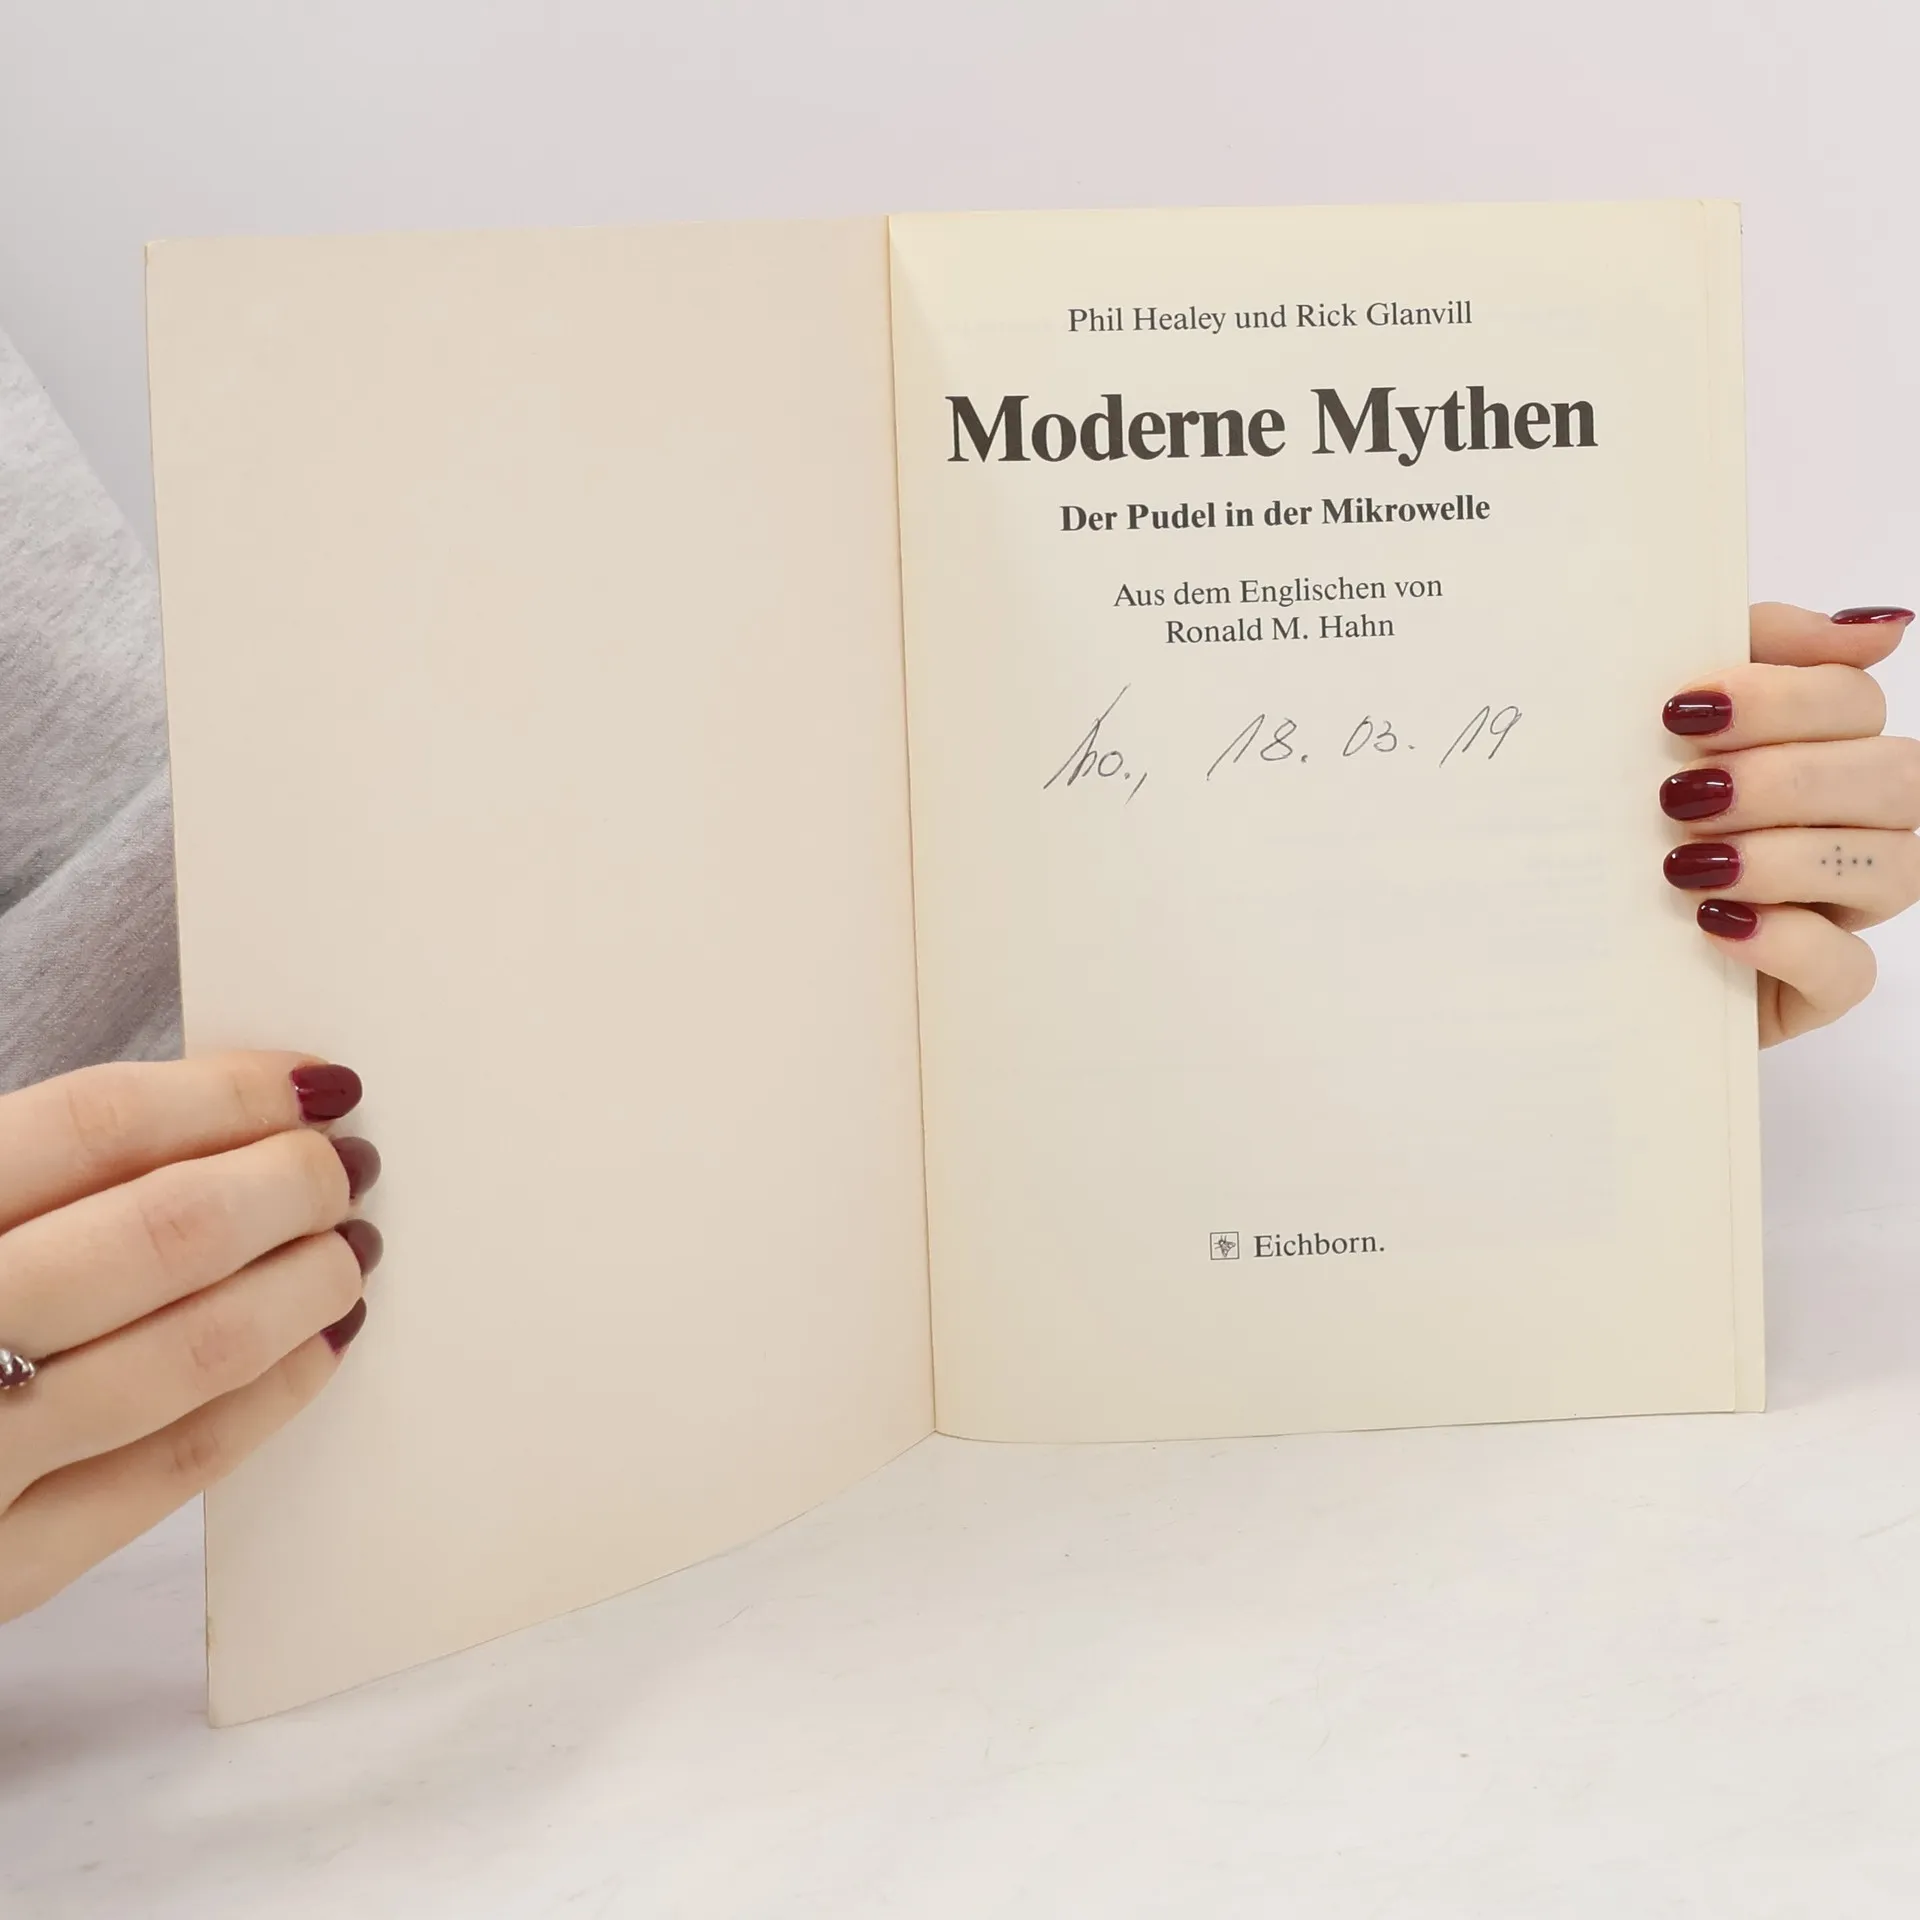 Phil Healey und Rick Glanvill
Moderne Mythen
Der Pudel in der Mikrowelle
Aus dem Englischen von
Ronald M. Hahn
Mo., 18. 03. 19
Eichborn.